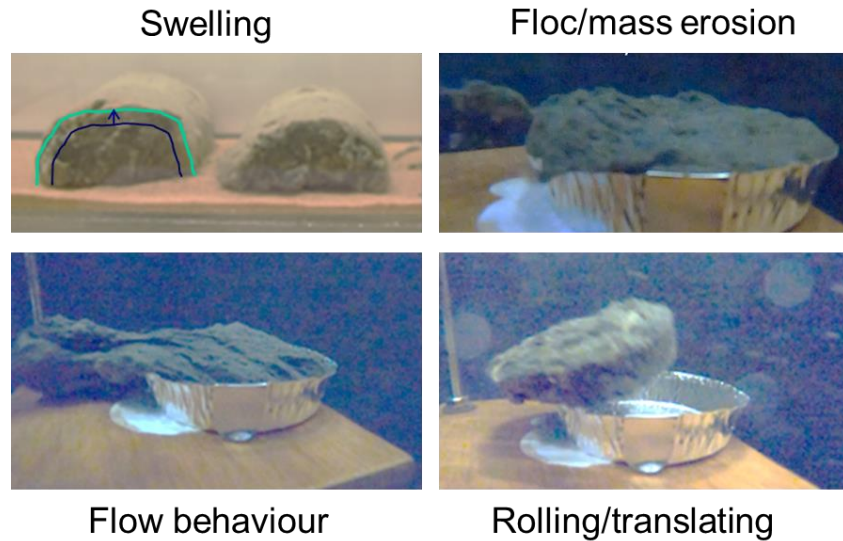 Swelling
Floc/mass erosion
Flow behaviour
Rolling/translating